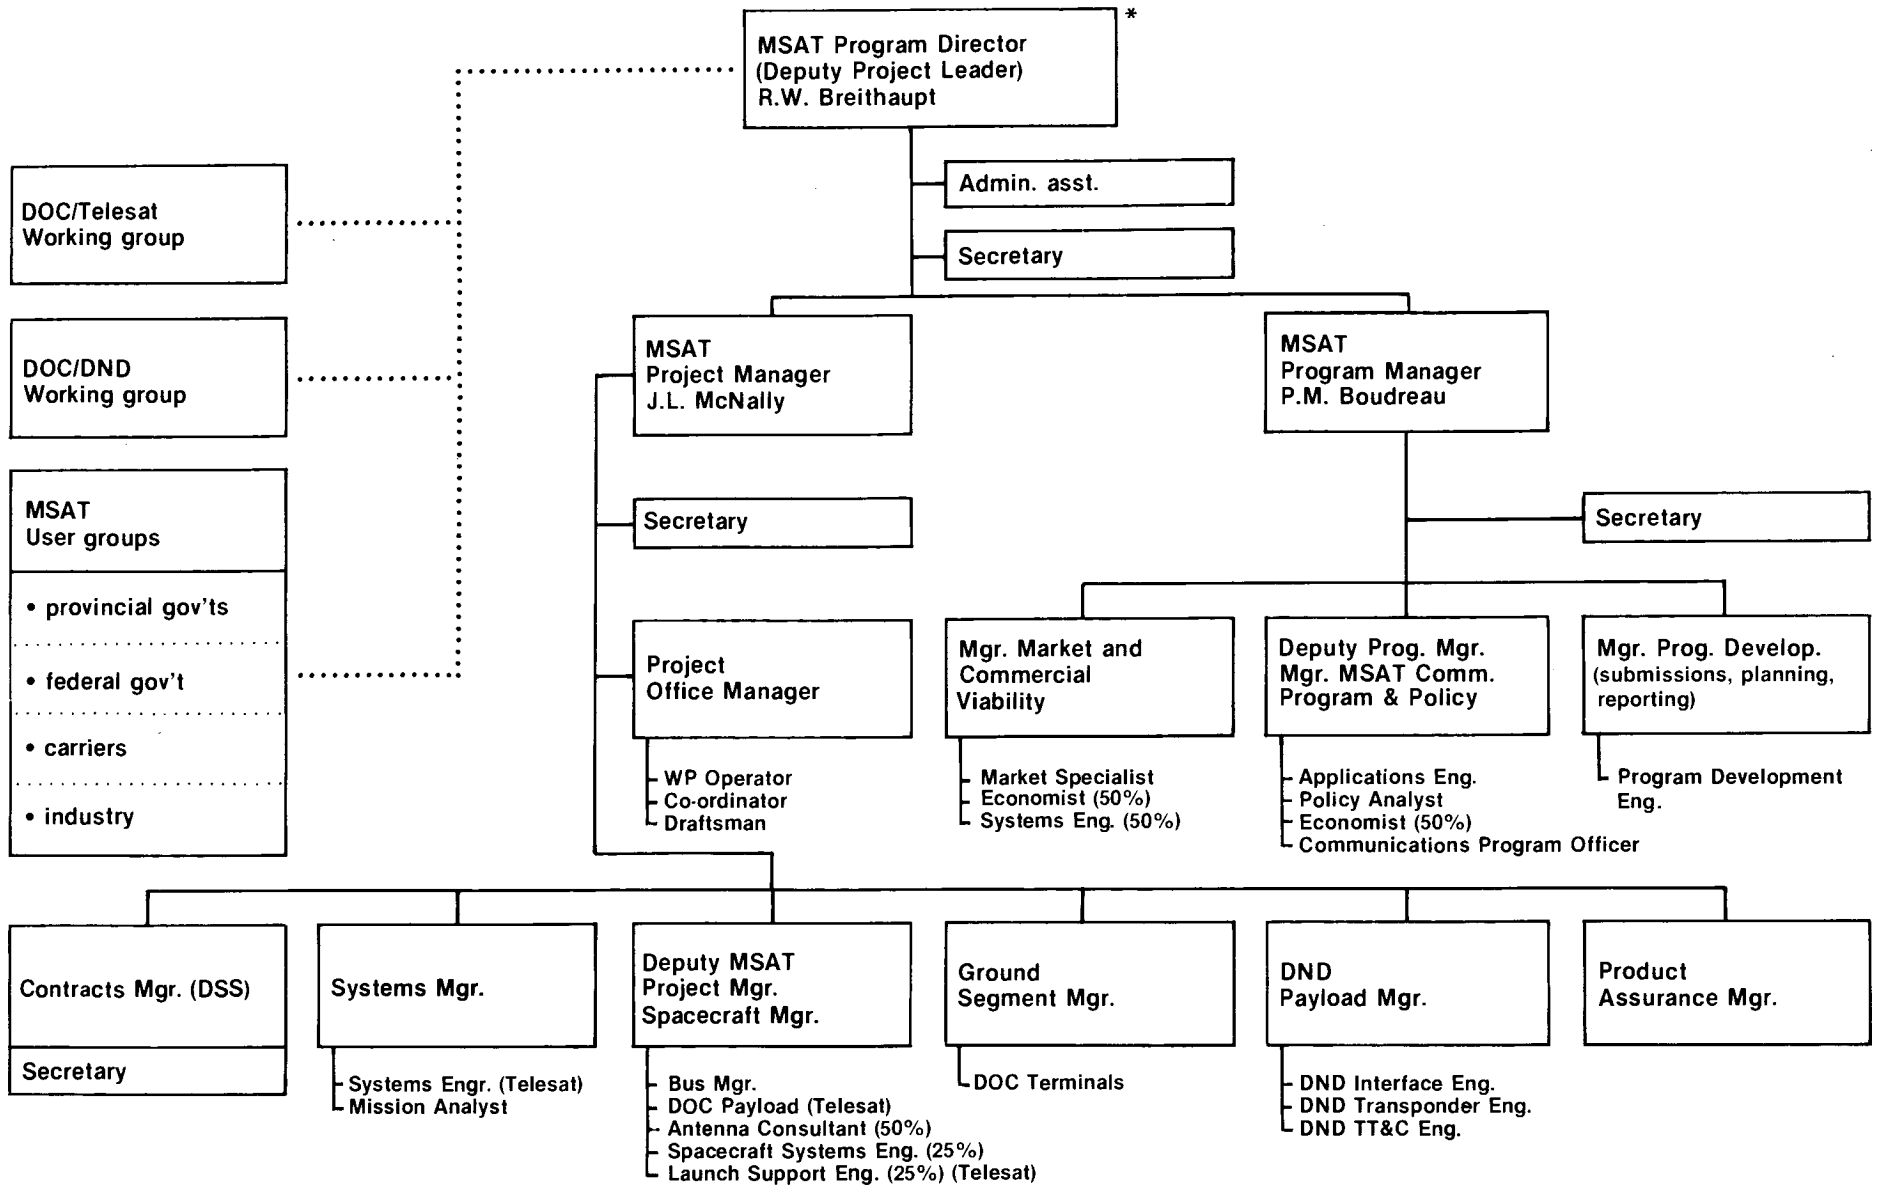 *
MSAT Program Director
(Deputy Project Leader)
R.W. Breithaupt
Admin. asst.
Secretary
DOC/Telesat
Working group
DOC/DND
Working group
MSAT
User groups
• provincial gov'ts
• federal gov't
• carriers
• industry
MSAT
Project Manager
J.L. McNally
Secretary
Project
Office Manager
WP Operator
Co-ordinator
Draftsman
MSAT
Program Manager
P.M. Boudreau
Secretary
Mgr. Market and
Commercial
Viability
Market Specialist
Economist (50%)
Systems Eng. (50%)
Deputy Prog. Mgr.
Mgr. MSAT Comm.
Program & Policy
Applications Eng.
Policy Analyst
Economist (50%)
Communications Program Officer
Mgr. Prog. Develop.
(submissions, planning,
reporting)
Program Development
Eng.
Contracts Mgr. (DSS)
Secretary
Systems Mgr.
Systems Engr. (Telesat)
Mission Analyst
Deputy MSAT
Project Mgr.
Spacecraft Mgr.
Bus Mgr.
DOC Payload (Telesat)
Antenna Consultant (50%)
Spacecraft Systems Eng. (25%)
Launch Support Eng. (25%) (Telesat)
Ground
Segment Mgr.
DOC Terminals
DND
Payload Mgr.
DND Interface Eng.
DND Transponder Eng.
DND TT&C Eng.
Product
Assurance Mgr.